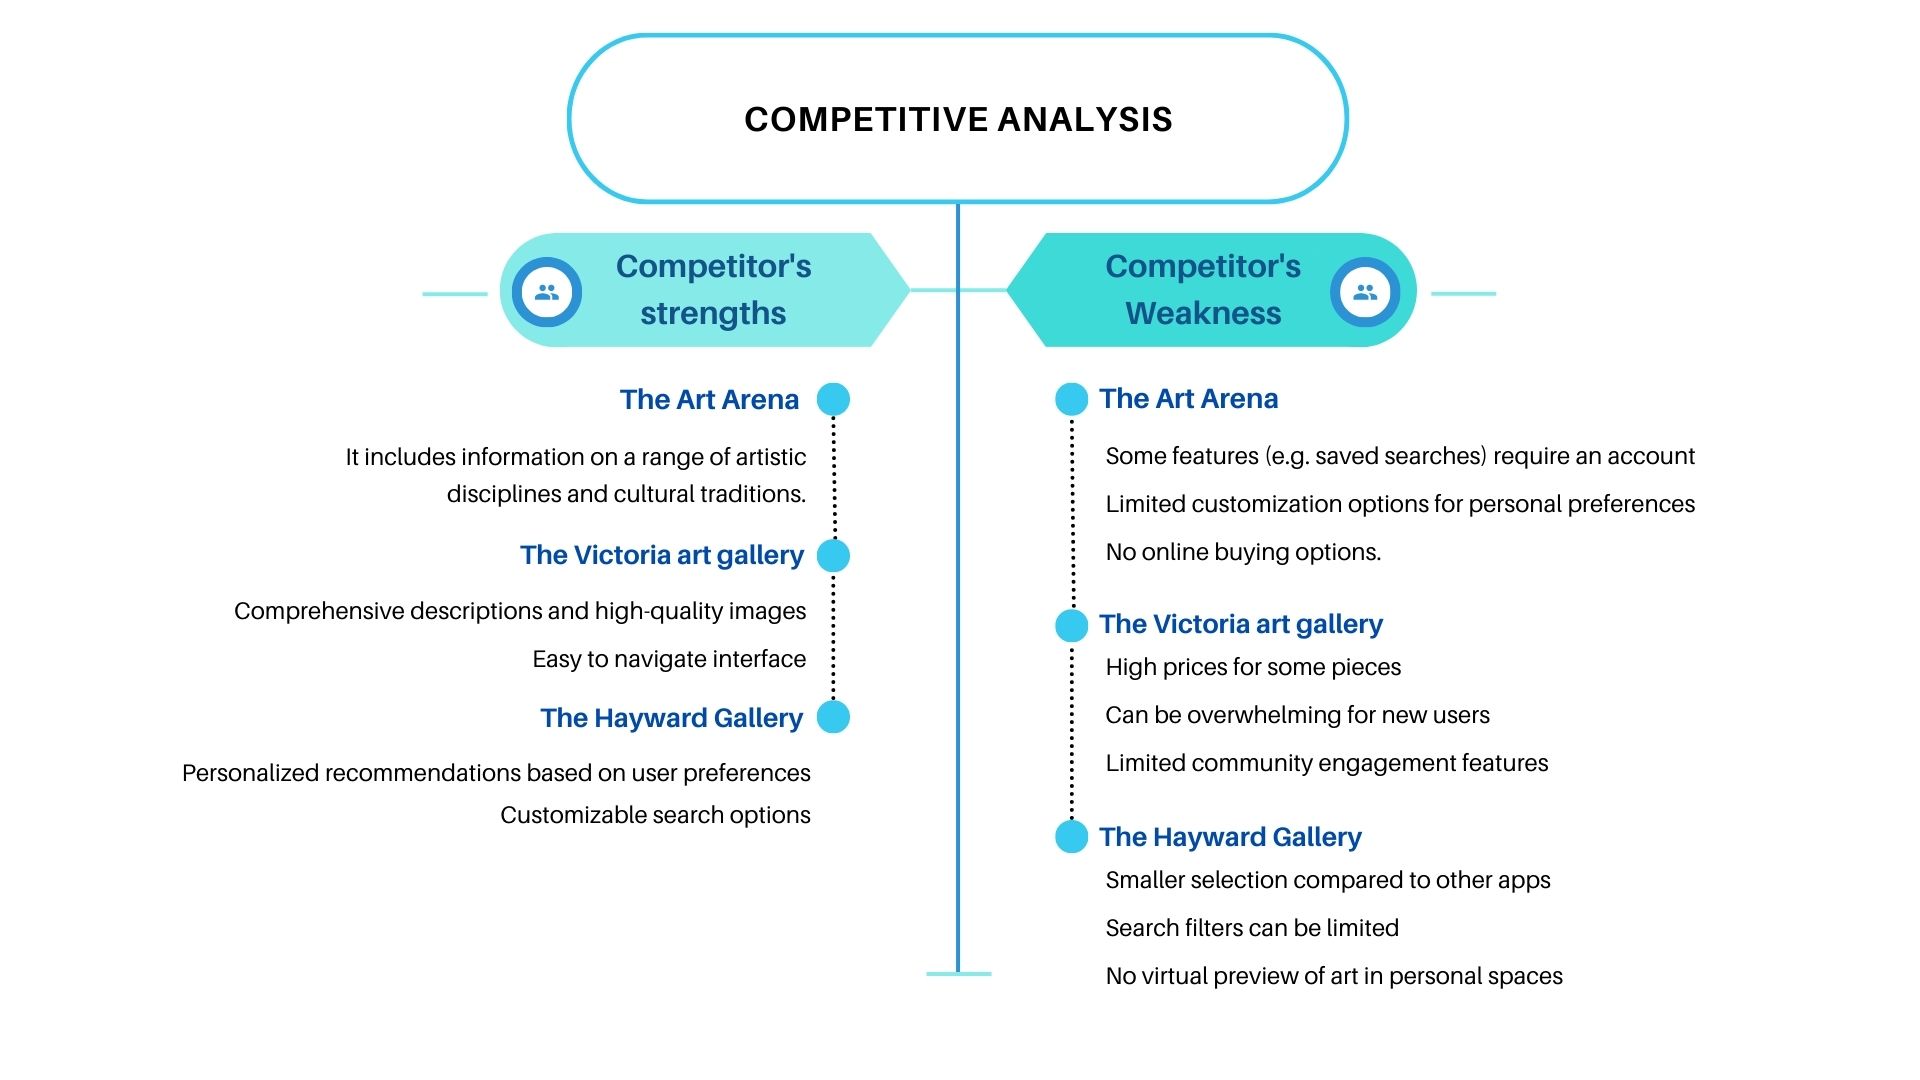 COMPETITIVE ANALYSIS
Competitor's
strengths
The Art Arena
It includes information on a range of artistic
disciplines and cultural traditions.
The Victoria art gallery
Comprehensive descriptions and high-quality images
Easy to navigate interface
The Hayward Gallery
Personalized recommendations based on user preferences
Customizable search options
Competitor's
Weakness
The Art Arena
Some features (e.g. saved searches) require an account
Limited customization options for personal preferences
No online buying options.
The Victoria art gallery
High prices for some pieces
Can be overwhelming for new users
Limited community engagement features
The Hayward Gallery
Smaller selection compared to other apps
Search filters can be limited
No virtual preview of art in personal spaces